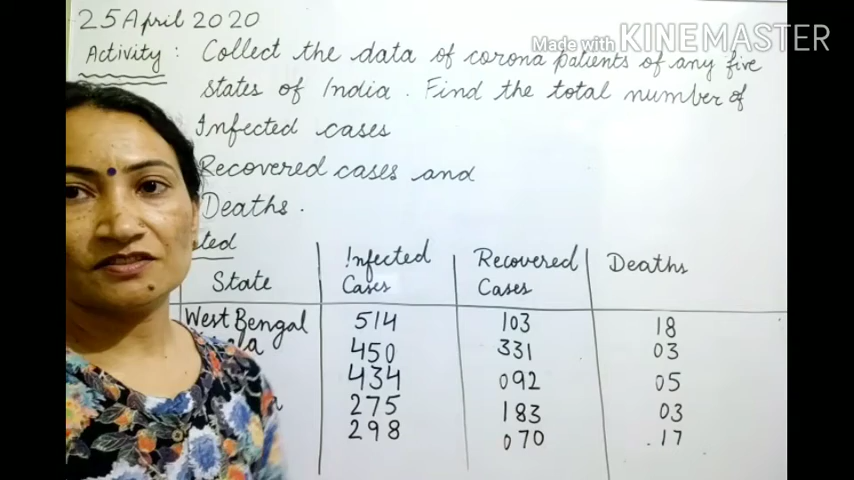 25 April 2020
Made with KINEMASTER
Activity : Collect the data of corona patients of any five
states of India. Find the total number of
Infected cases
Recovered cases and
Deaths.
State Infected Cases Recovered Cases Deaths
West Bengal 514 103 18
450 331 03
434 092 05
275 183 03
298 070 17